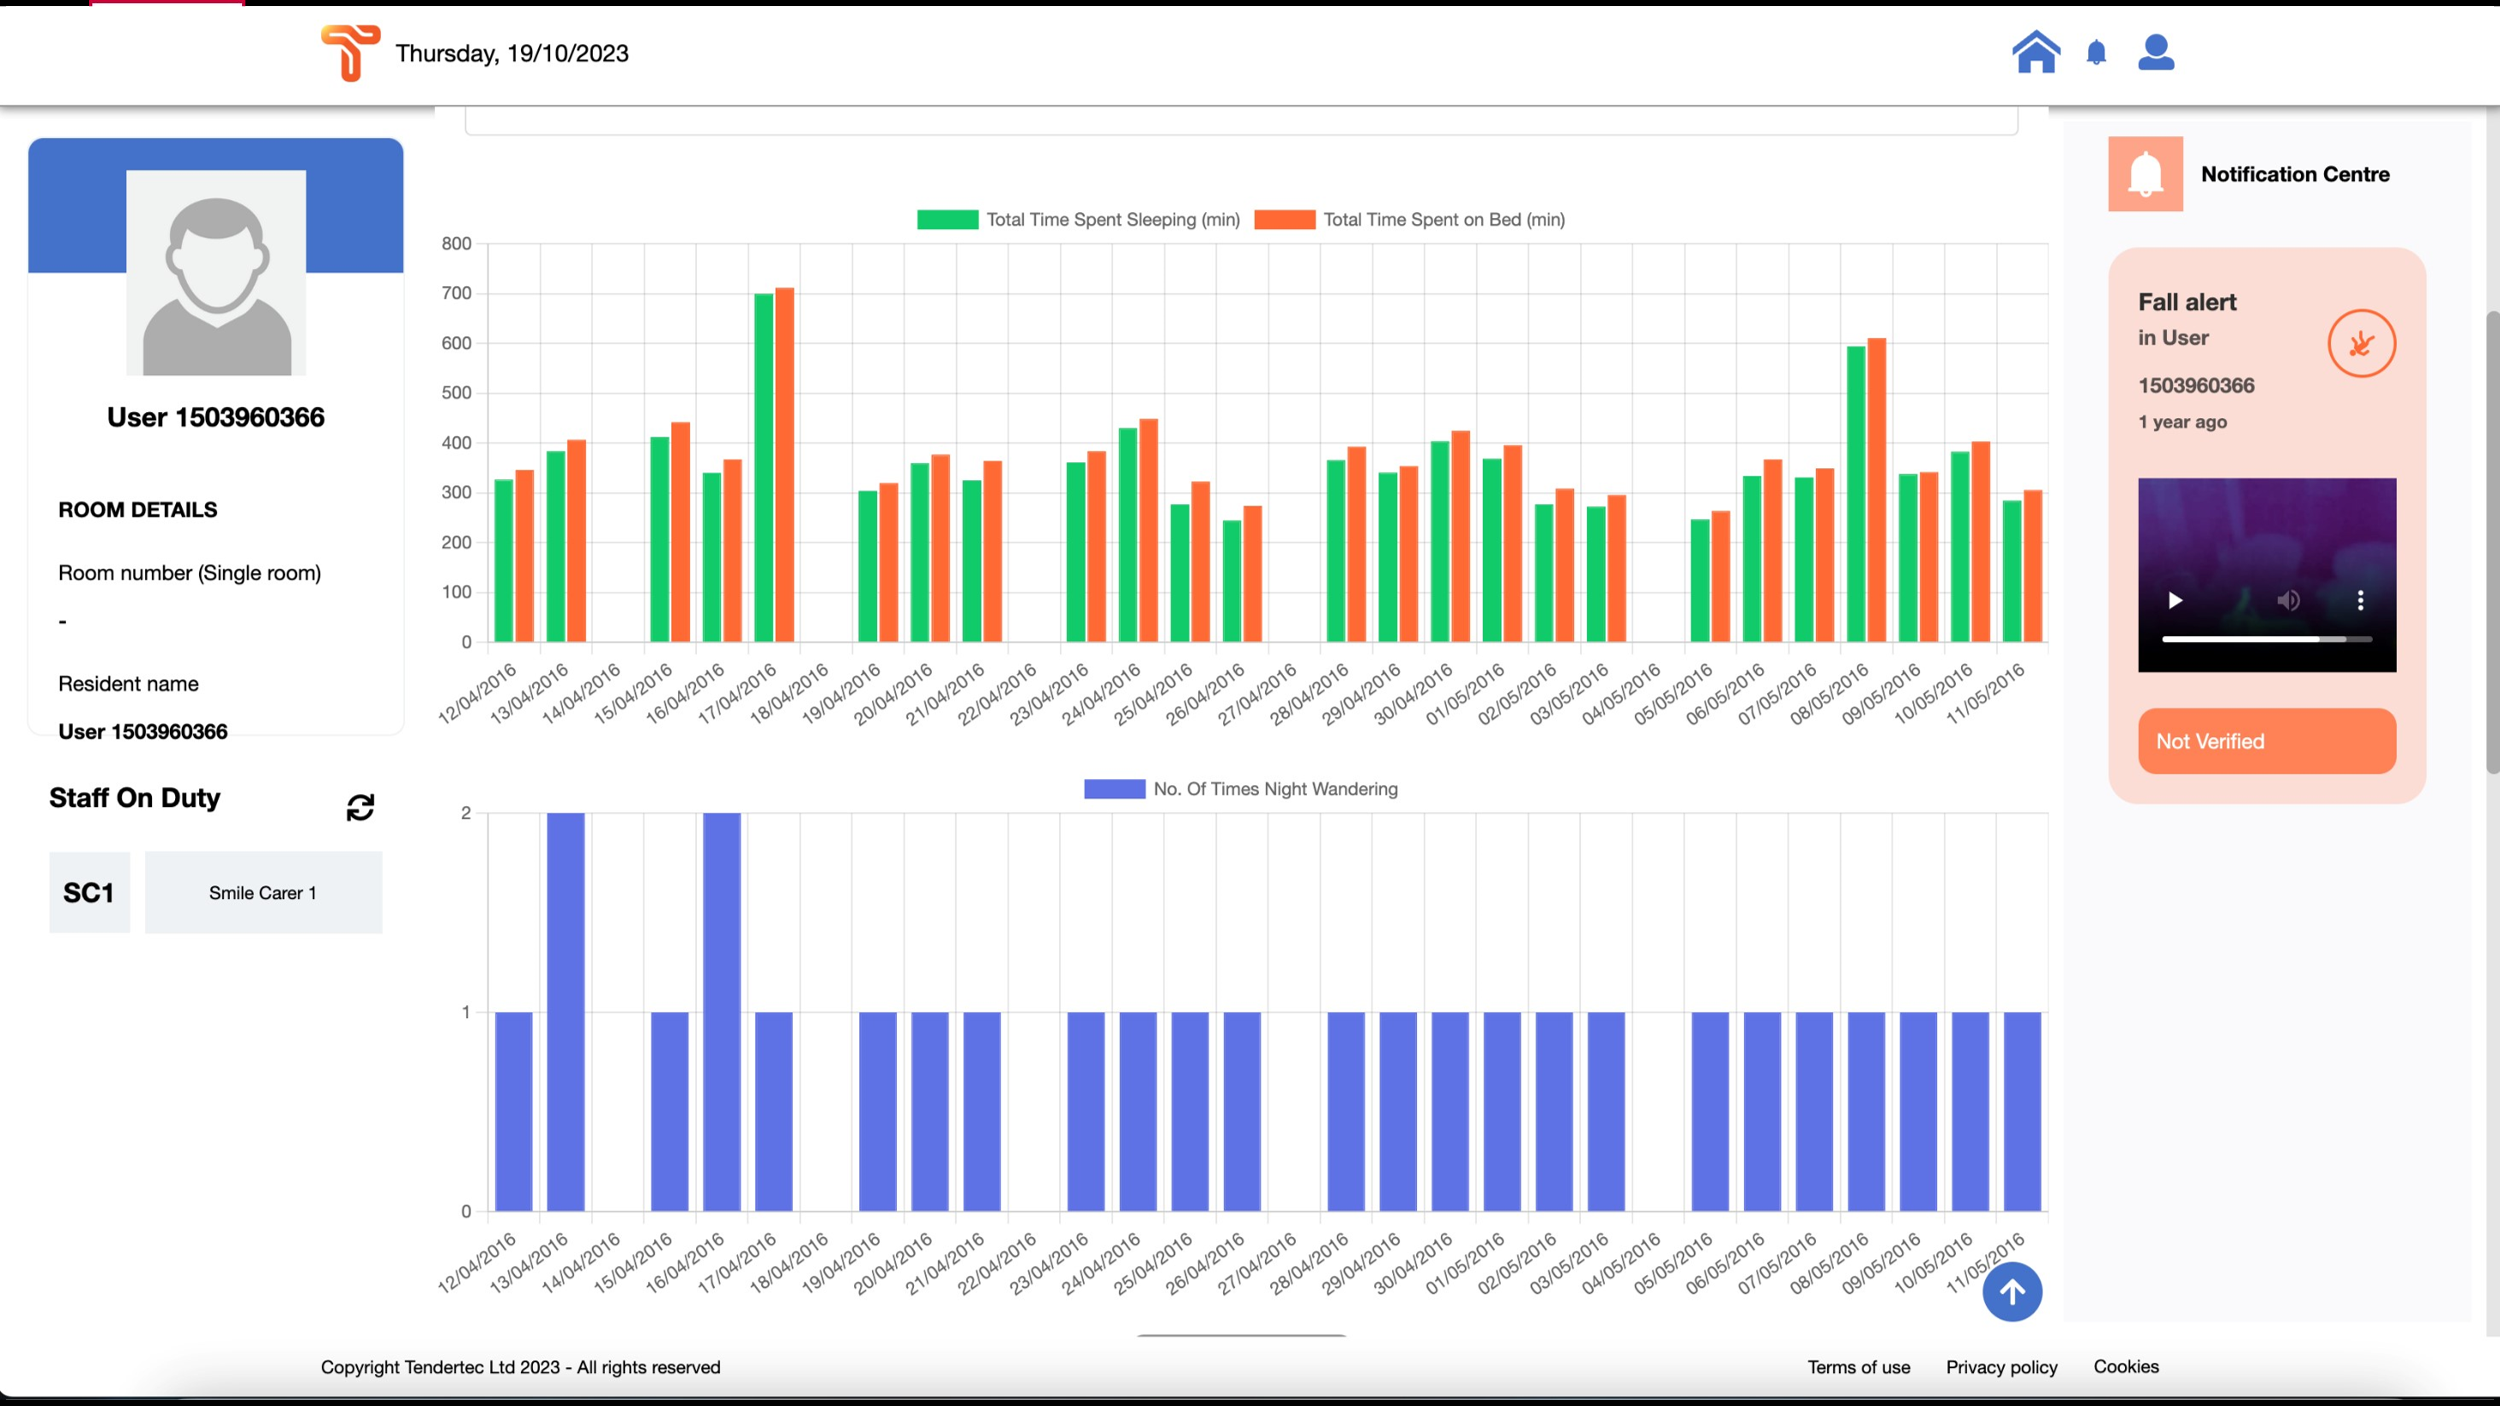 Thursday, 19/10/2023
User 1503960366
ROOM DETAILS
Room number (Single room)
-
Resident name
User 1503960366
Staff On Duty
SC1
Smile Carer 1
Total Time Spent Sleeping (min) Total Time Spent on Bed (min)
800
700
600
500
400
300
200
100
0
12/04/2016 13/04/2016 14/04/2016 15/04/2016 16/04/2016 17/04/2016 18/04/2016 19/04/2016 20/04/2016 21/04/2016 22/04/2016 23/04/2016 24/04/2016 25/04/2016 26/04/2016 27/04/2016 28/04/2016 29/04/2016 30/04/2016 01/05/2016 02/05/2016 03/05/2016 04/05/2016 05/05/2016 06/05/2016 07/05/2016 08/05/2016 09/05/2016 10/05/2016 11/05/2016
No. Of Times Night Wandering
2
1
0
12/04/2016 13/04/2016 14/04/2016 15/04/2016 16/04/2016 17/04/2016 18/04/2016 19/04/2016 20/04/2016 21/04/2016 22/04/2016 23/04/2016 24/04/2016 25/04/2016 26/04/2016 27/04/2016 28/04/2016 29/04/2016 30/04/2016 01/05/2016 02/05/2016 03/05/2016 04/05/2016 05/05/2016 06/05/2016 07/05/2016 08/05/2016 09/05/2016 10/05/2016 11/05/2016
Notification Centre
Fall alert
in User
1503960366
1 year ago
Not Verified
Copyright Tendertec Ltd 2023 - All rights reserved
Terms of use Privacy policy Cookies